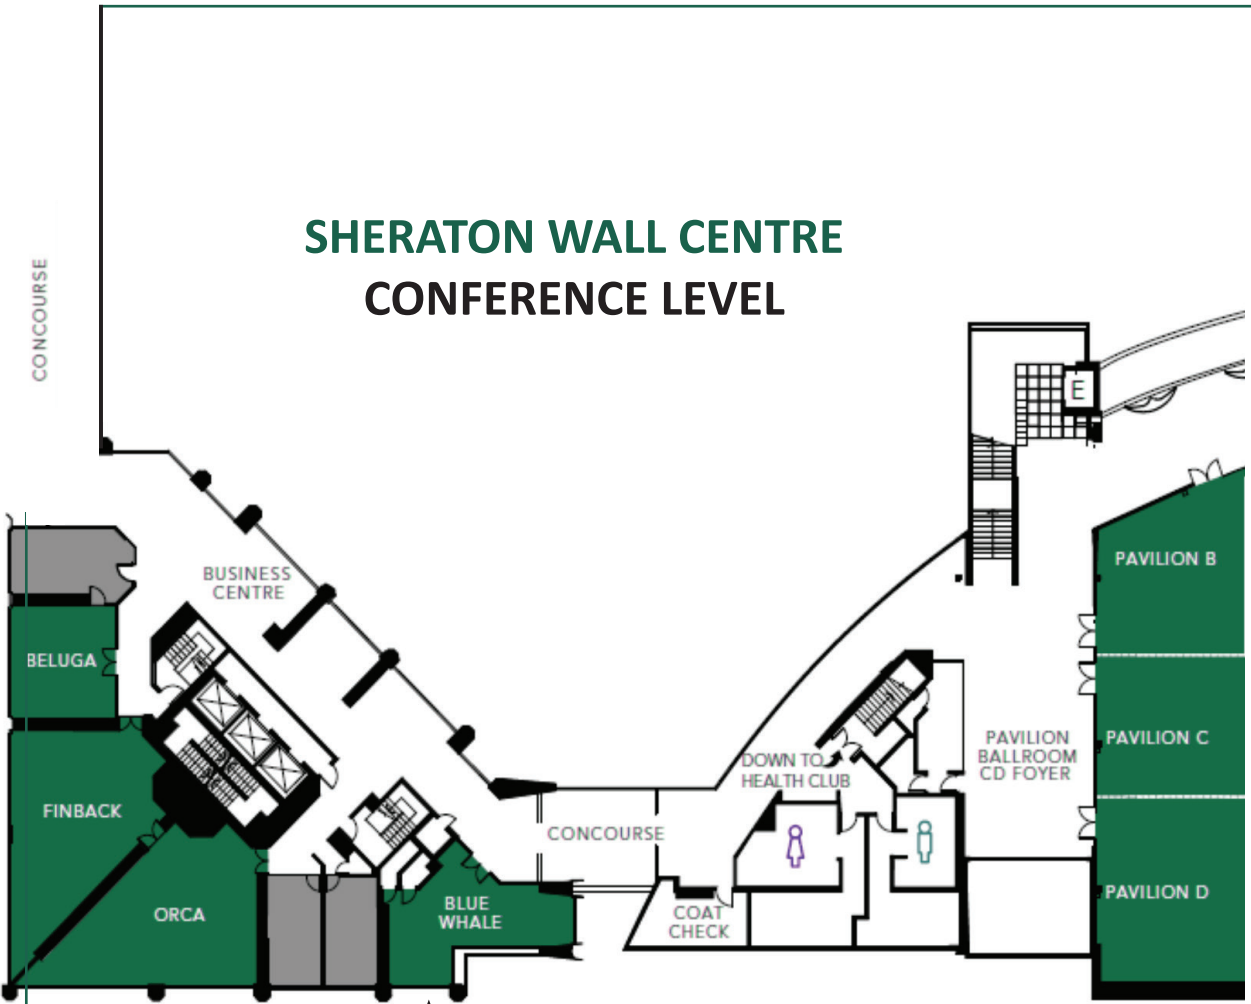 SHERATON WALL CENTRE
CONFERENCE LEVEL
CONCOURSE
E
BUSINESS
CENTRE
PAVILION B
BELUGA
PAVILION
BALLROOM
CD FOYER
PAVILION C
DOWN TO
HEALTH CLUB
FINBACK
CONCOURSE
PAVILION D
ORCA
BLUE
WHALE
COAT
CHECK